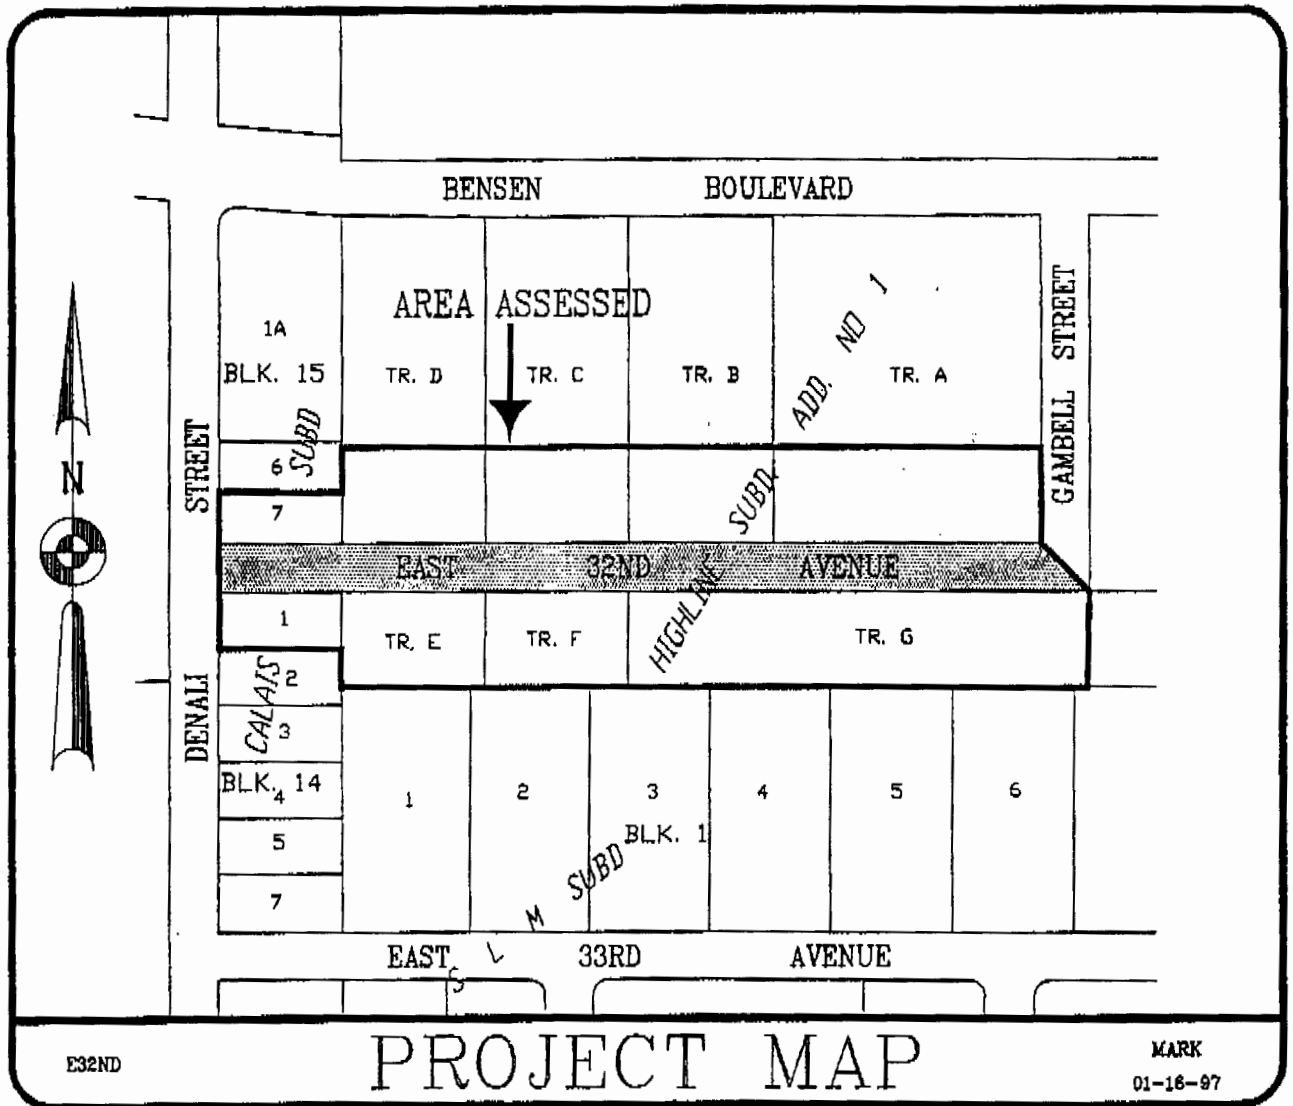 BENSEN BOULEVARD
AREA ASSESSED
ADD. NO 1
1A
BLK. 15
TR. D
TR. C
TR. B
TR. A
GAMBELL STREET
DENALI STREET
N
6
SUBD
7
HIGHLINE SUBD.
EAST 32ND AVENUE
1
TR. E
TR. F
TR. G
CALAIS
2
3
BLK. 14
4
5
7
1
2
3
4
5
6
BLK. 1
S L M SUBD
EAST 33RD AVENUE
E32ND
PROJECT MAP
MARK
01-16-97